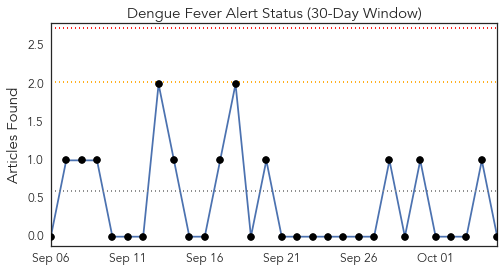 Dengue Fever Alert Status (30-Day Window)
Articles Found
2.5
2.0
1.5
1.0
0.5
0.0
Sep 06 Sep 11 Sep 16 Sep 21 Sep 26 Oct 01